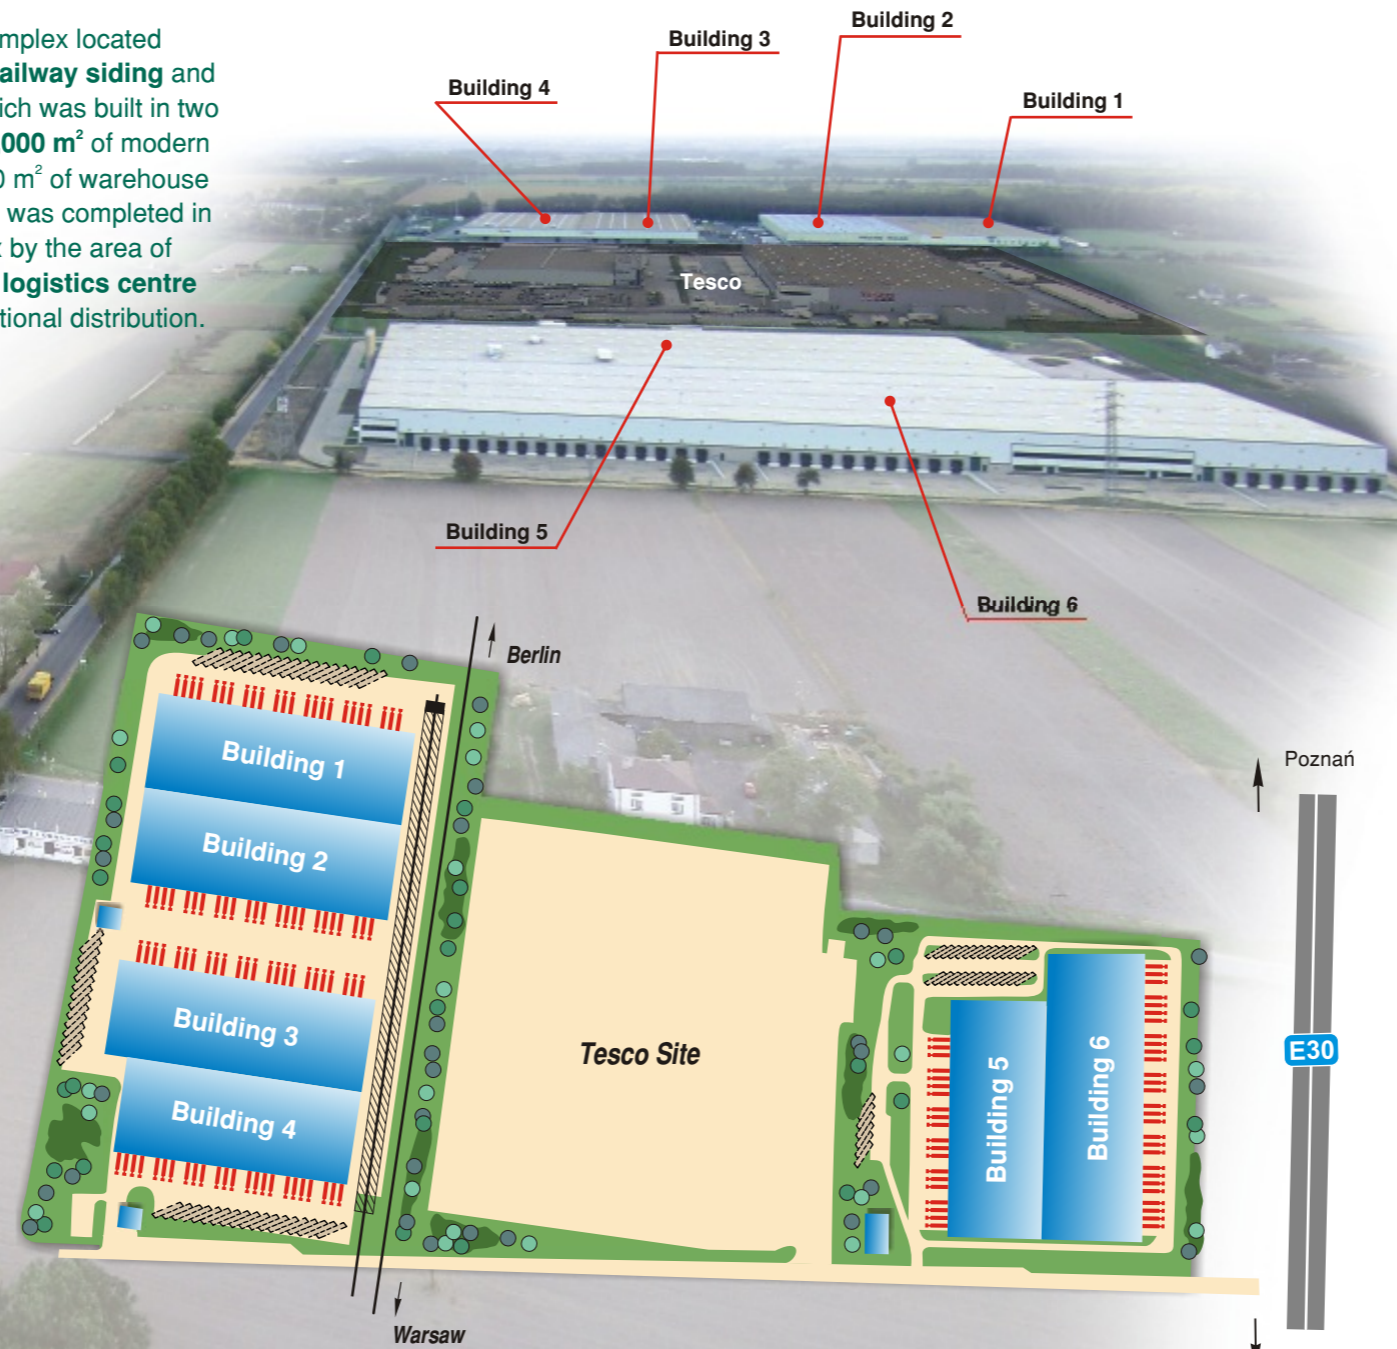 mplex located
ailway siding and
ich was built in two
000 m² of modern
0 m² of warehouse
was completed in
x by the area of
logistics centre
tional distribution.
Building 2
Building 3
Building 4
Building 1
Tesco
Building 5
Building 6
Berlin
Building 1
Building 2
Building 3
Building 4
Tesco Site
Building 5
Building 6
Poznań
E30
Warsaw